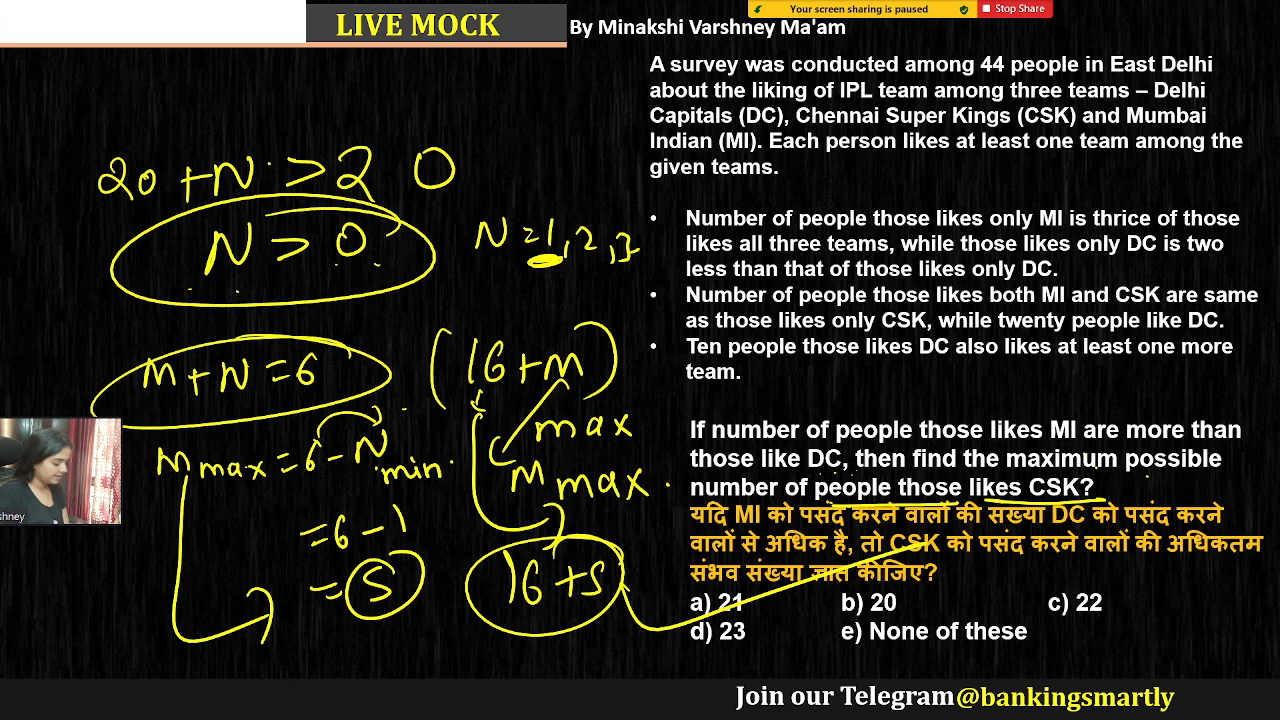 Your screen sharing is paused
Stop Share
LIVE MOCK
By Minakshi Varshney Ma'am
A survey was conducted among 44 people in East Delhi
about the liking of IPL team among three teams – Delhi
Capitals (DC), Chennai Super Kings (CSK) and Mumbai
Indian (MI). Each person likes at least one team among the
given teams.
• Number of people those likes only MI is thrice of those
likes all three teams, while those likes only DC is two
less than that of those likes only DC.
• Number of people those likes both MI and CSK are same
as those likes only CSK, while twenty people like DC.
• Ten people those likes DC also likes at least one more
team.
If number of people those likes MI are more than
those like DC, then find the maximum possible
number of people those likes CSK?
यदि MI को पसंद करने वालों की संख्या DC को पसंद करने
वालों से अधिक है, तो CSK को पसंद करने वालों की अधिकतम
संभव संख्या ज्ञात कीजिए?
a) 21 b) 20 c) 22
d) 23 e) None of these
20 + N > 20
N > 0
N = 1, 2, 3
m + N = 6
(16 + m)
max
m max = 6 - N min
m max
= 6 - 1
= 5
16 + 5
shney
Join our Telegram @bankingsmartly